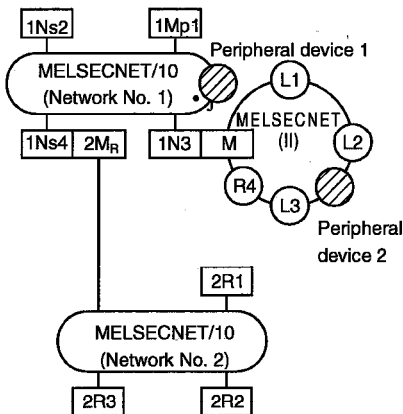 1Ns2
1Mp1
Peripheral device 1
MELSECNET/10
(Network No. 1)
L1
MELSECNET
(II)
L2
1Ns4
2MR
1N3
M
R4
L3
Peripheral
device 2
2R1
MELSECNET/10
(Network No. 2)
2R3
2R2